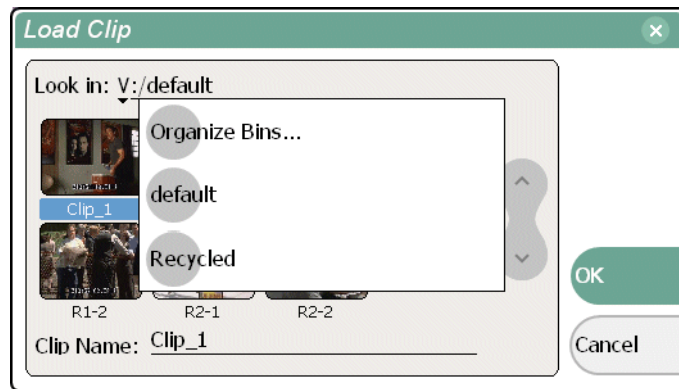 Load Clip
Look in: V:/default
Organize Bins...
default
Recycled
Clip_1
R1-2 R2-1 R2-2
Clip Name: Clip_1
OK
Cancel